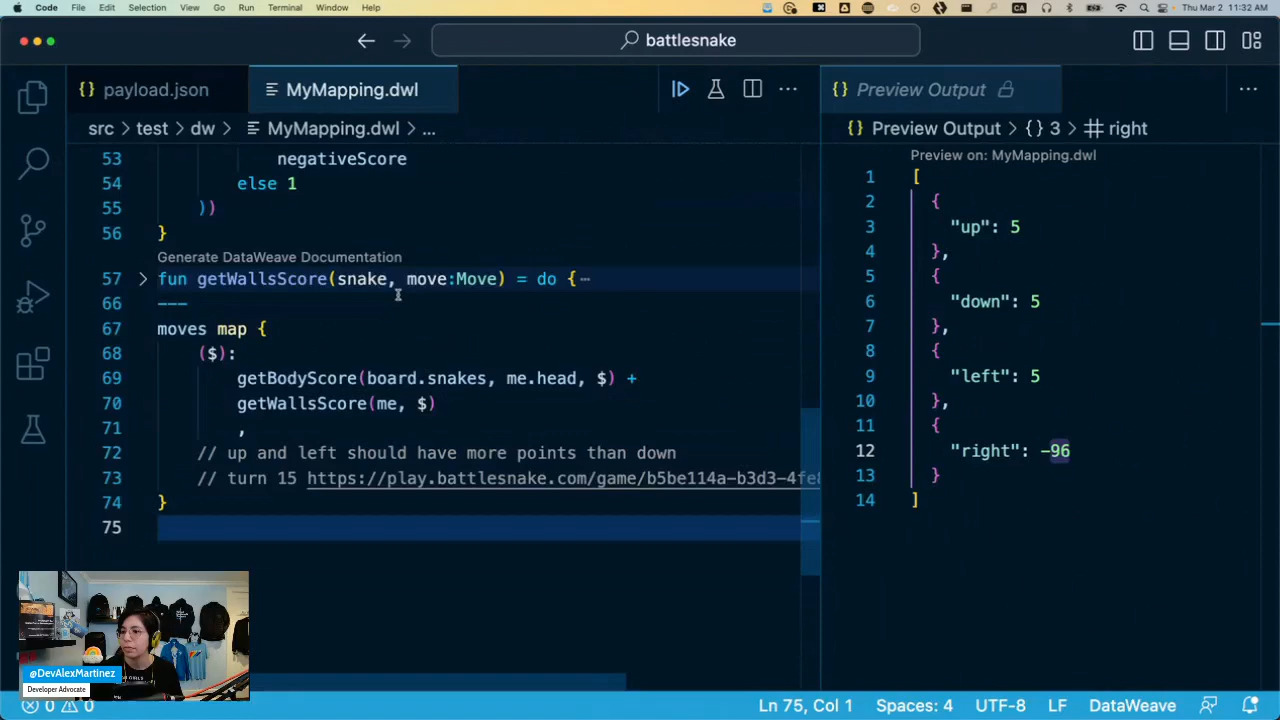 Code File Edit Selection View Go Run Terminal Window Help CA Thu Mar 2 11:32 AM
battlesnake
{} payload.json MyMapping.dwl {} Preview Output
src > test > dw > MyMapping.dwl > ... {} Preview Output > {} 3 > right
Preview on: MyMapping.dwl
53 negativeScore
54 else 1
55 ))
56 }
Generate DataWeave Documentation
57 fun getWallsScore(snake, move:Move) = do {
66 ---
67 moves map {
68 ($):
69 getBodyScore(board.snakes, me.head, $) +
70 getWallsScore(me, $)
71 ,
72 // up and left should have more points than down
73 // turn 15 https://play.battlesnake.com/game/b5be114a-b3d3-4fe8
74 }
75
1 [
2 {
3 "up": 5
4 },
5 {
6 "down": 5
7 },
8 {
9 "left": 5
10 },
11 {
12 "right": -96
13 }
14 ]
@DevAlexMartinez
Developer Advocate
0 0 Ln 75, Col 1 Spaces: 4 UTF-8 LF DataWeave